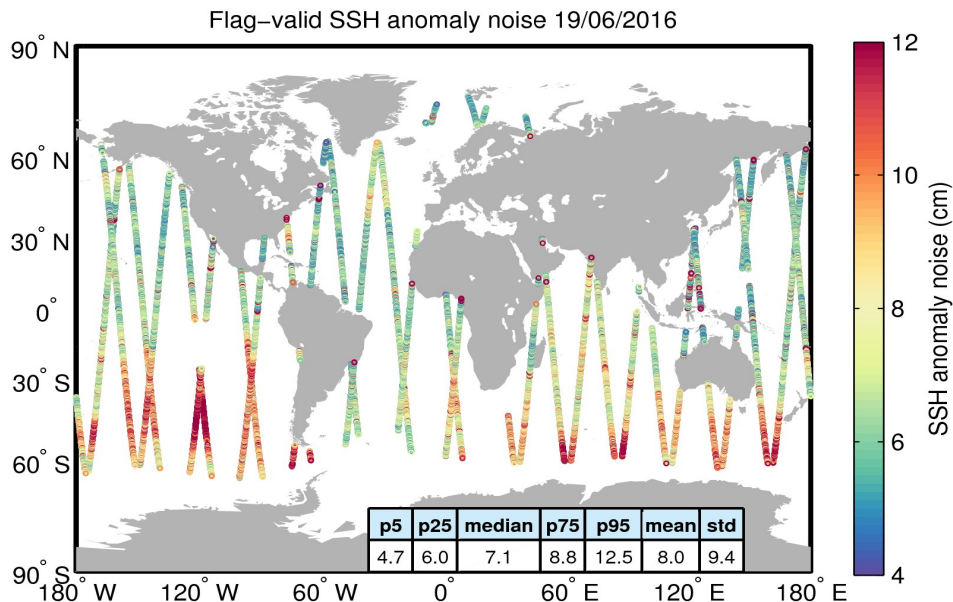 Flag−valid SSH anomaly noise 19/06/2016
90° N
60° N
30° N
0°
30° S
60° S
90° S
180° W
120° W
60° W
0°
60° E
120° E
180° E
p5 p25 median p75 p95 mean std
4.7 6.0 7.1 8.8 12.5 8.0 9.4
12
10
8
6
4
SSH anomaly noise (cm)